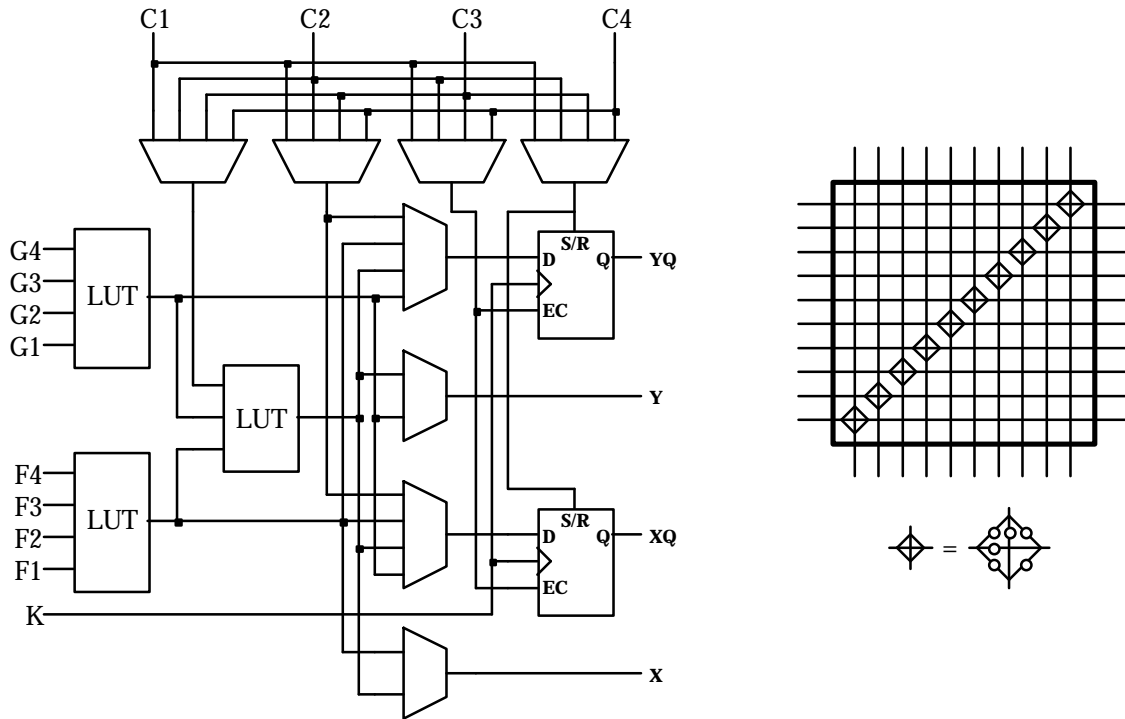 C1 C2 C3 C4
G4
G3
G2
G1
LUT
S/R
D
Q
EC
YQ
LUT
Y
F4
F3
F2
F1
LUT
S/R
D
Q
EC
XQ
K
X
=